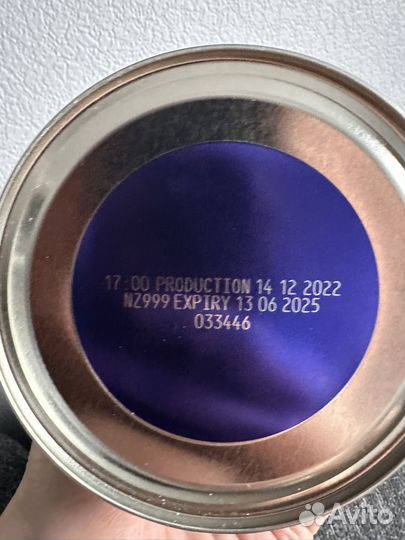 17:00 PRODUCTION 14 12 2022
NZ999 EXPIRY 13 06 2025
033446
Avito